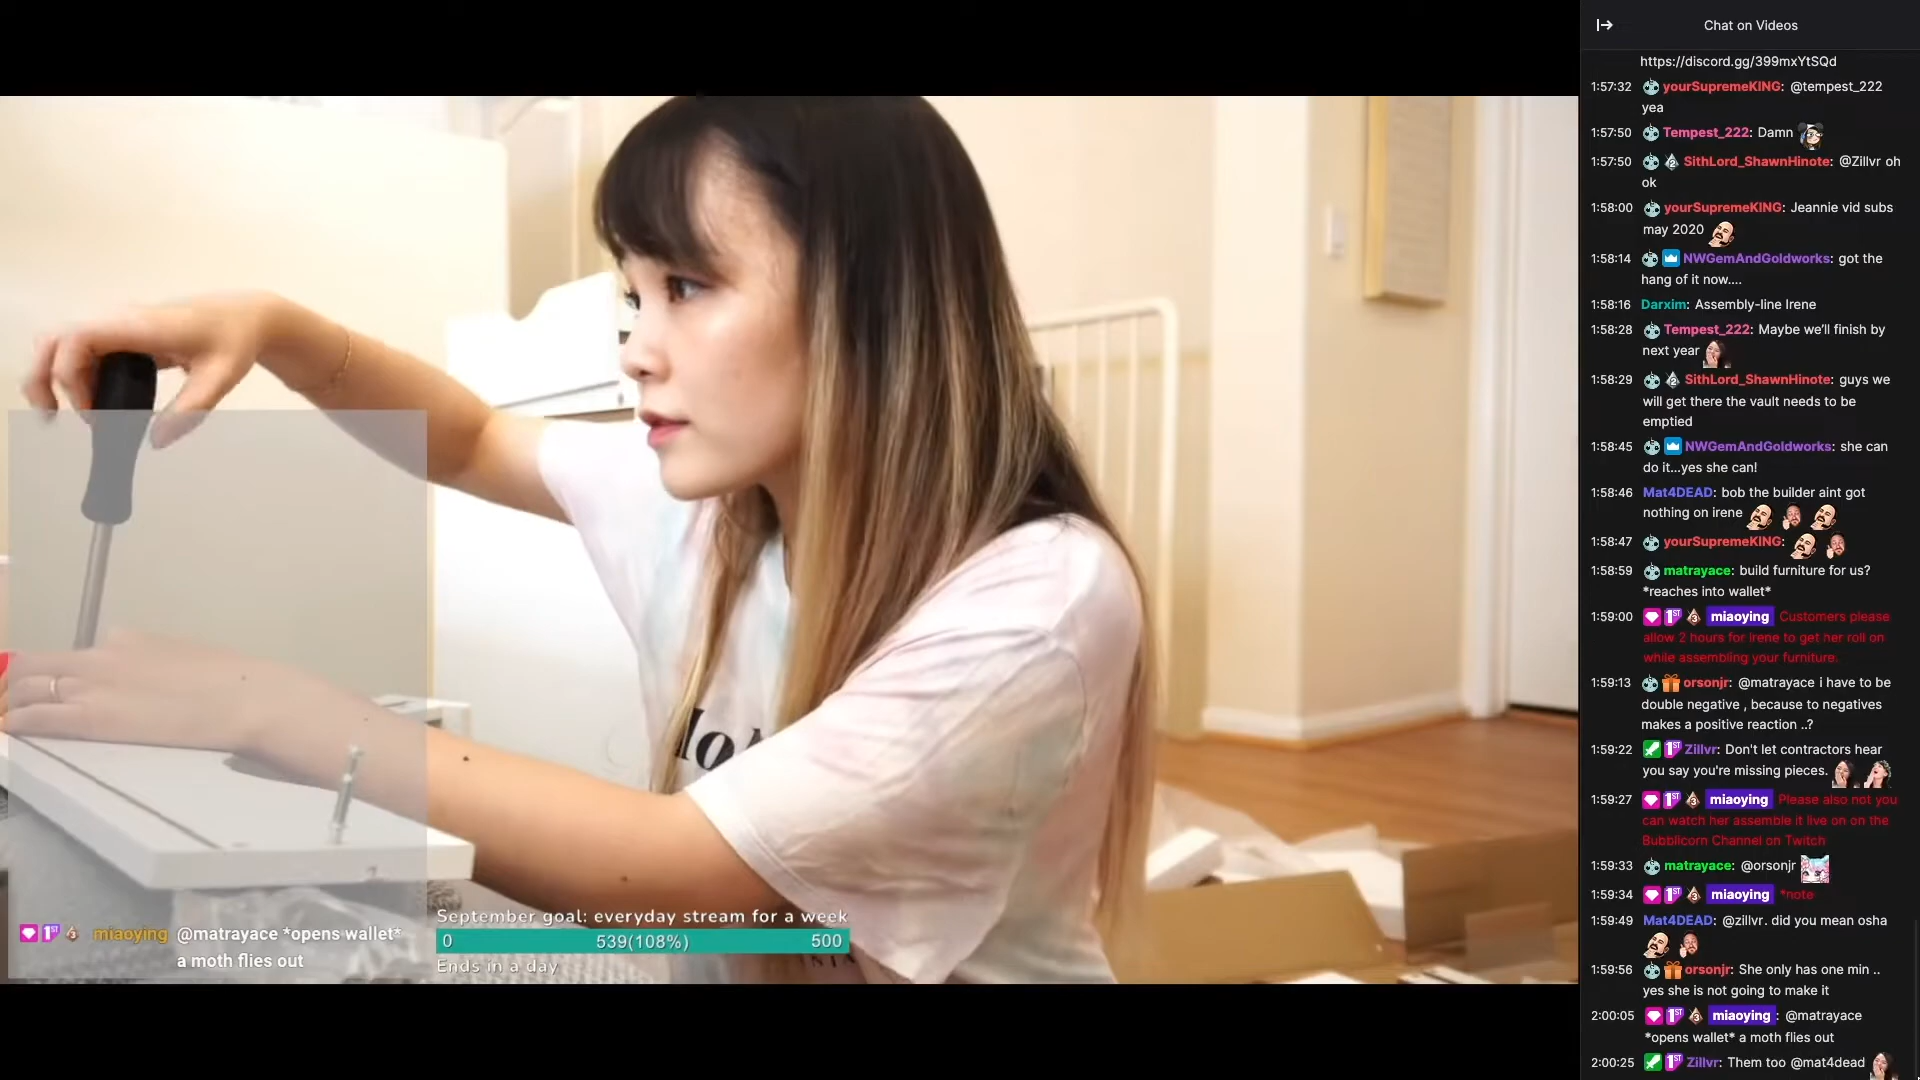 Chat on Videos
https://discord.gg/399mxYtSQd
1:57:32 yourSupremeKING: @tempest_222
yea
1:57:50 Tempest_222: Damn
1:57:50 SithLord_ShawnHinote: @Zillvr oh
ok
1:58:00 yourSupremeKING: Jeannie vid subs
may 2020
1:58:14 NWGemAndGoldworks: got the
hang of it now....
1:58:16 Darxim: Assembly-line Irene
1:58:28 Tempest_222: Maybe we'll finish by
next year
1:58:29 SithLord_ShawnHinote: guys we
will get there the vault needs to be
emptied
1:58:45 NWGemAndGoldworks: she can
do it...yes she can!
1:58:46 Mat4DEAD: bob the builder aint got
nothing on irene
1:58:47 yourSupremeKING:
1:58:59 matrayace: build furniture for us?
*reaches into wallet*
1:59:00 1ST 3 miaoying Customers please
allow 2 hours for Irene to get her roll on
while assembling your furniture.
1:59:13 orsonjr: @matrayace i have to be
double negative , because to negatives
makes a positive reaction ..?
1:59:22 1ST Zillvr: Don't let contractors hear
you say you're missing pieces.
1:59:27 1ST 3 miaoying Please also not you
can watch her assemble it live on on the
Bubblicorn Channel on Twitch
1:59:33 matrayace: @orsonjr
1:59:34 1ST 3 miaoying *note
1:59:49 Mat4DEAD: @zillvr. did you mean osha
1:59:56 orsonjr: She only has one min ..
yes she is not going to make it
2:00:05 1ST 3 miaoying: @matrayace
*opens wallet* a moth flies out
2:00:25 1ST Zillvr: Them too @mat4dead
1ST 3 miaoying @matrayace *opens wallet*
a moth flies out
September goal: everyday stream for a week
0 539(108%) 500
Ends in a day